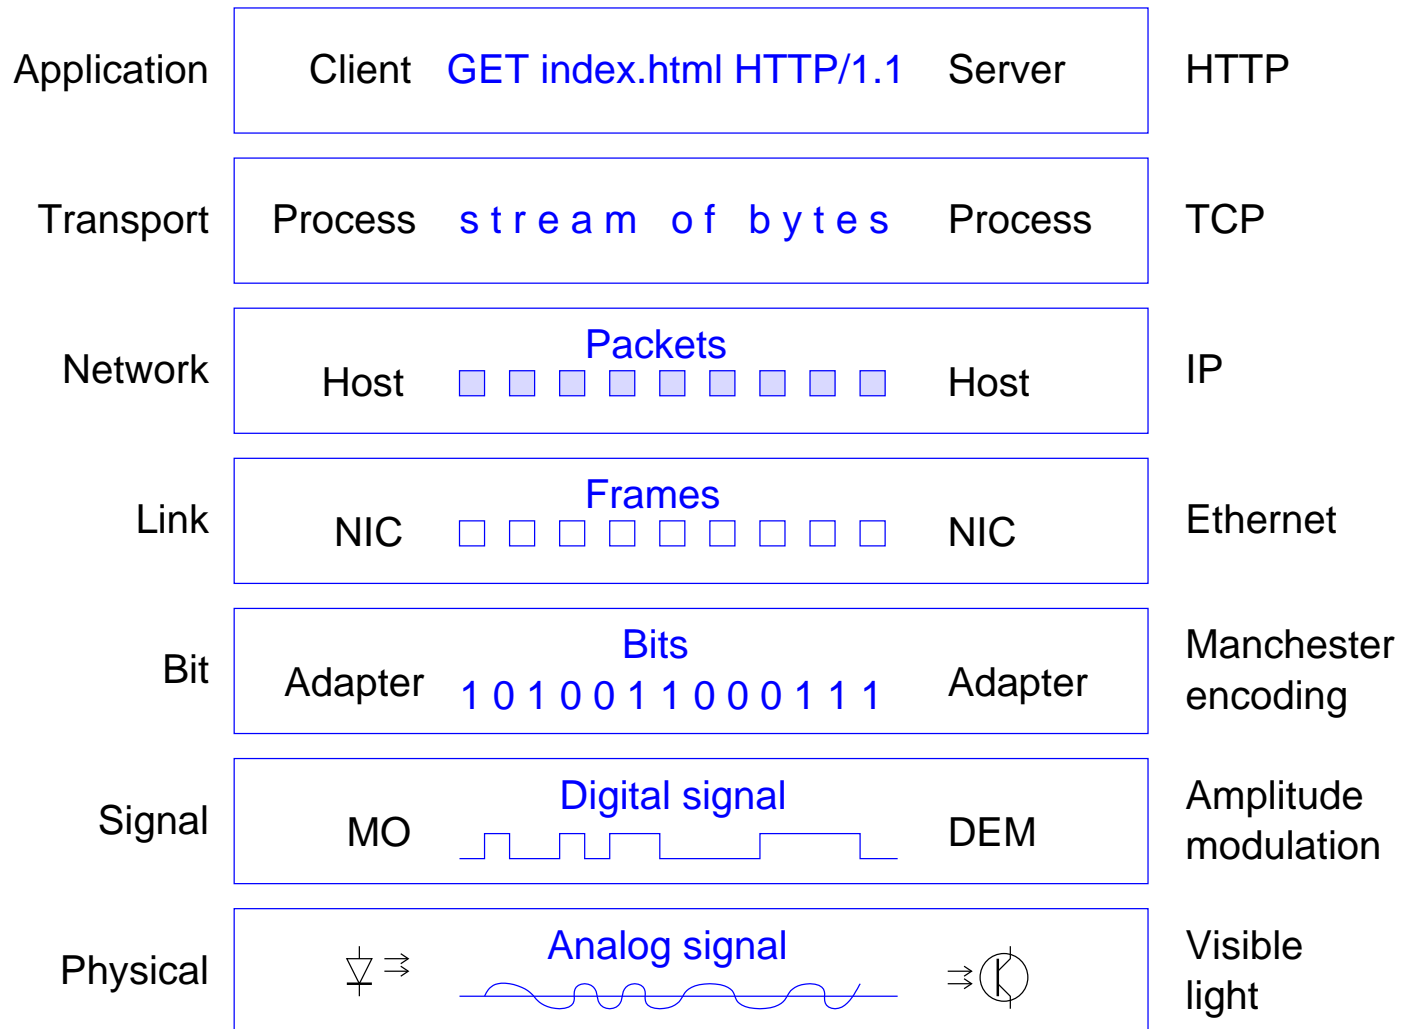 Application Client GET index.html HTTP/1.1 Server HTTP
Transport Process stream of bytes Process TCP
Packets
Network Host Host IP
Frames
Link NIC NIC Ethernet
Bits
Bit Adapter 1 0 1 0 0 1 1 0 0 0 1 1 1 Adapter Manchester
encoding
Digital signal
Signal MO DEM Amplitude
modulation
Analog signal
Physical Visible
light